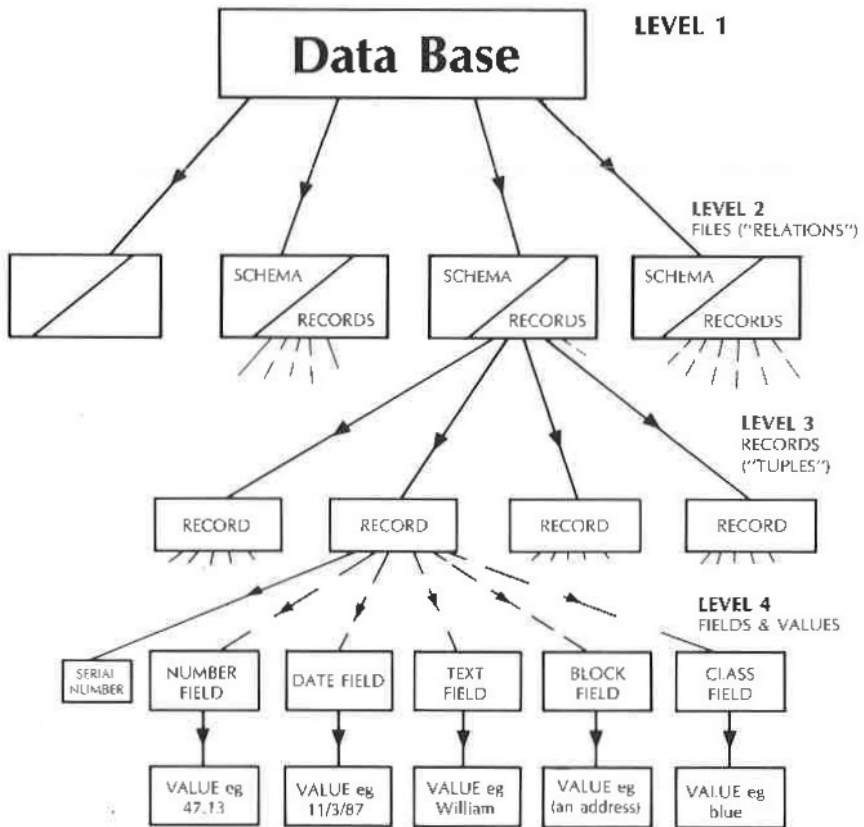 LEVEL 1
Data Base
LEVEL 2
FILES ("RELATIONS")
SCHEMA
RECORDS
SCHEMA
RECORDS
SCHEMA
RECORDS
LEVEL 3
RECORDS
("TUPLES")
RECORD
RECORD
RECORD
RECORD
LEVEL 4
FIELDS & VALUES
SERIAL
NUMBER
NUMBER
FIELD
DATE FIELD
TEXT
FIELD
BLOCK
FIELD
CLASS
FIELD
VALUE eg
47.13
VALUE eg
11/3/87
VALUE eg
William
VALUE eg
(an address)
VALUE eg
blue